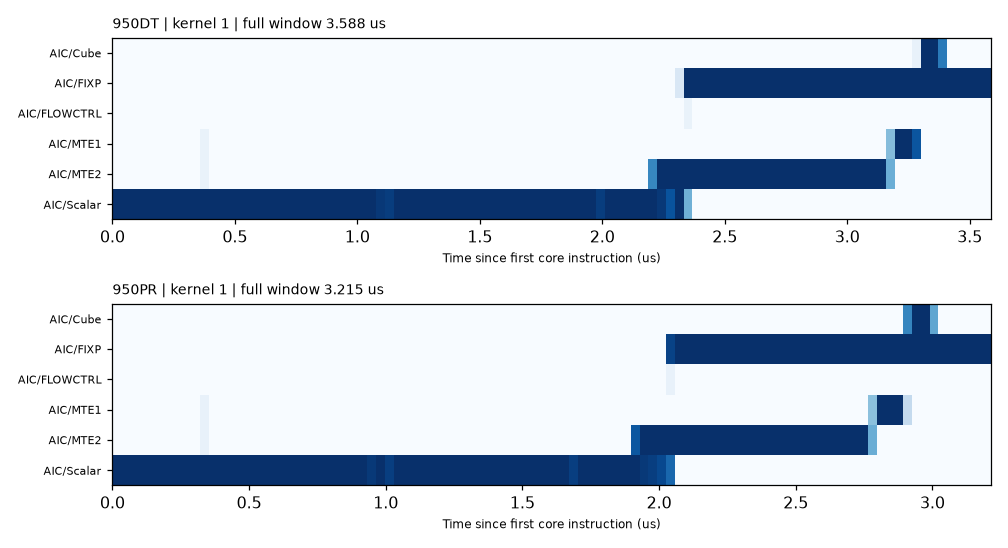 950DT | kernel 1 | full window 3.588 us
AIC/Cube
AIC/FIXP
AIC/FLOWCTRL
AIC/MTE1
AIC/MTE2
AIC/Scalar
0.0 0.5 1.0 1.5 2.0 2.5 3.0 3.5
Time since first core instruction (us)
950PR | kernel 1 | full window 3.215 us
AIC/Cube
AIC/FIXP
AIC/FLOWCTRL
AIC/MTE1
AIC/MTE2
AIC/Scalar
0.0 0.5 1.0 1.5 2.0 2.5 3.0
Time since first core instruction (us)